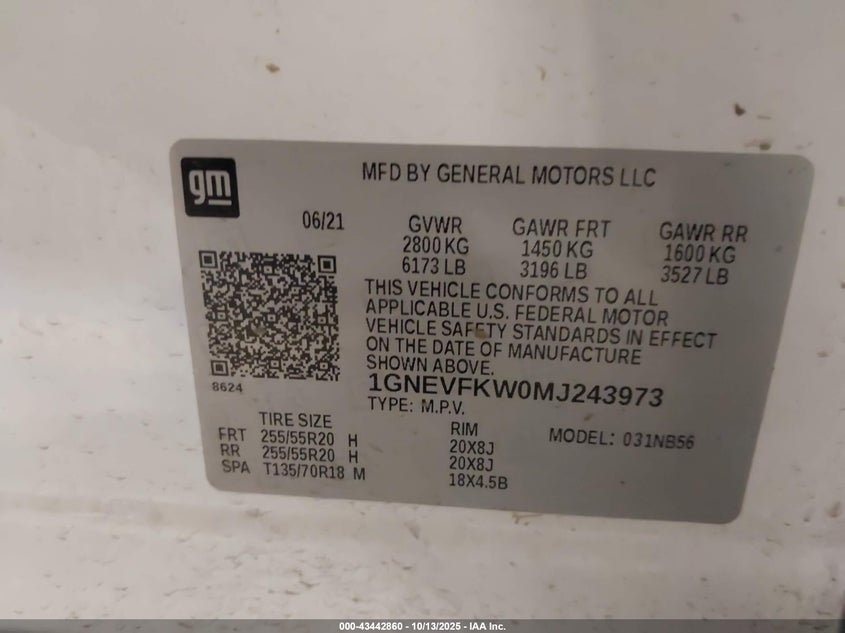 gm
MFD BY GENERAL MOTORS LLC
06/21
GVWR GAWR FRT GAWR RR
2800 KG 1450 KG 1600 KG
6173 LB 3196 LB 3527 LB
THIS VEHICLE CONFORMS TO ALL
APPLICABLE U.S. FEDERAL MOTOR
VEHICLE SAFETY STANDARDS IN EFFECT
ON THE DATE OF MANUFACTURE
SHOWN ABOVE.
8624
1GNEVFKW0MJ243973
TYPE: M.P.V.
TIRE SIZE RIM MODEL: 031NB56
FRT 255/55R20 H 20X8J
RR 255/55R20 H 20X8J
SPA T135/70R18 M 18X4.5B
000-43442860 - 10/13/2025 - IAA Inc.